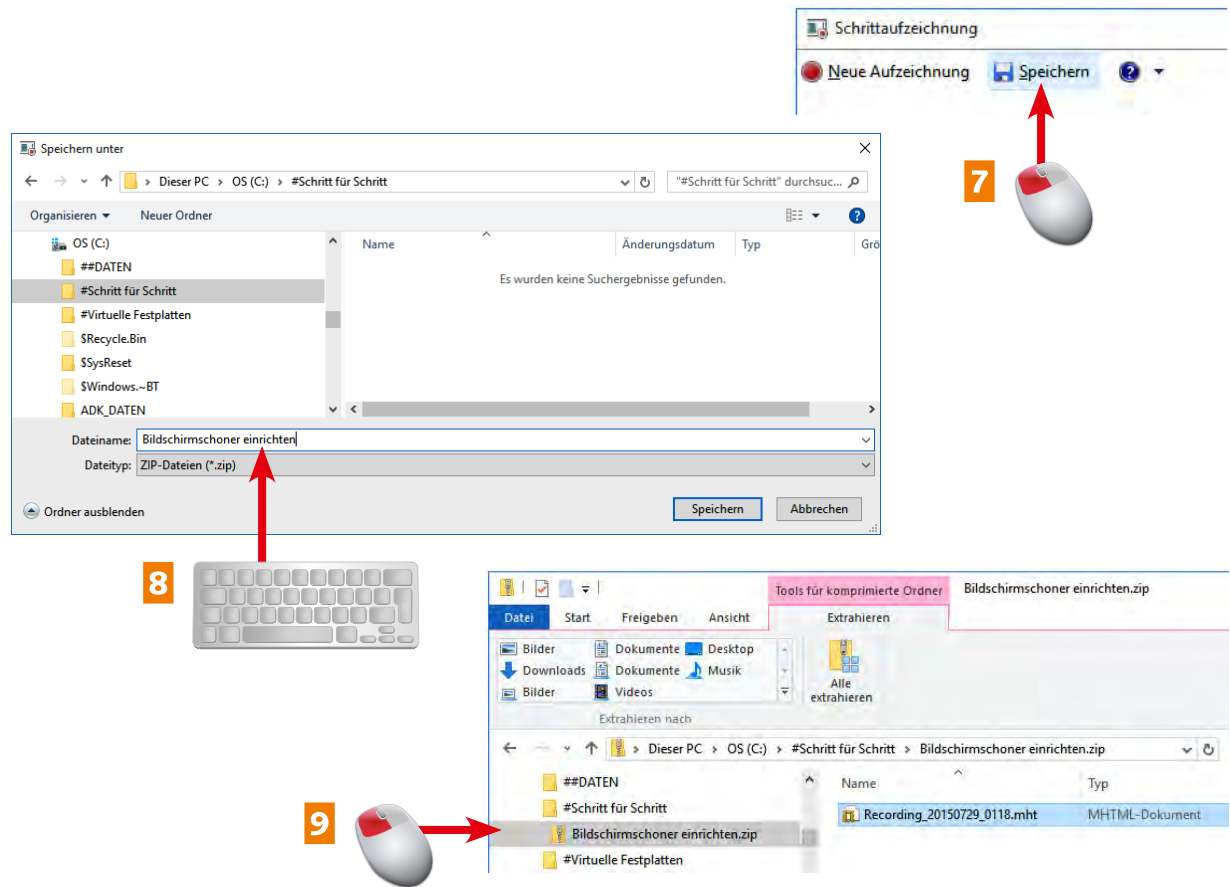 Schrittaufzeichnung
Neue Aufzeichnung Speichern ?
7
Speichern unter
Dieser PC > OS (C:) > #Schritt für Schritt "#Schritt für Schritt" durchsuc...
Organisieren Neuer Ordner ?
OS (C:)
##DATEN
#Schritt für Schritt
#Virtuelle Festplatten
$Recycle.Bin
$SysReset
$Windows.~BT
ADK_DATEN
Name Änderungsdatum Typ Grö
Es wurden keine Suchergebnisse gefunden.
Dateiname: Bildschirmschoner einrichten
Dateityp: ZIP-Dateien (*.zip)
Ordner ausblenden Speichern Abbrechen
8
Tools für komprimierte Ordner Bildschirmschoner einrichten.zip
Datei Start Freigeben Ansicht Extrahieren
Bilder Dokumente Desktop
Downloads Dokumente Musik
Bilder Videos
Alle
extrahieren
Extrahieren nach
> Dieser PC > OS (C:) > #Schritt für Schritt > Bildschirmschoner einrichten.zip
##DATEN
#Schritt für Schritt
Bildschirmschoner einrichten.zip
#Virtuelle Festplatten
Name Typ
Recording_20150729_0118.mht MHTML-Dokument
9